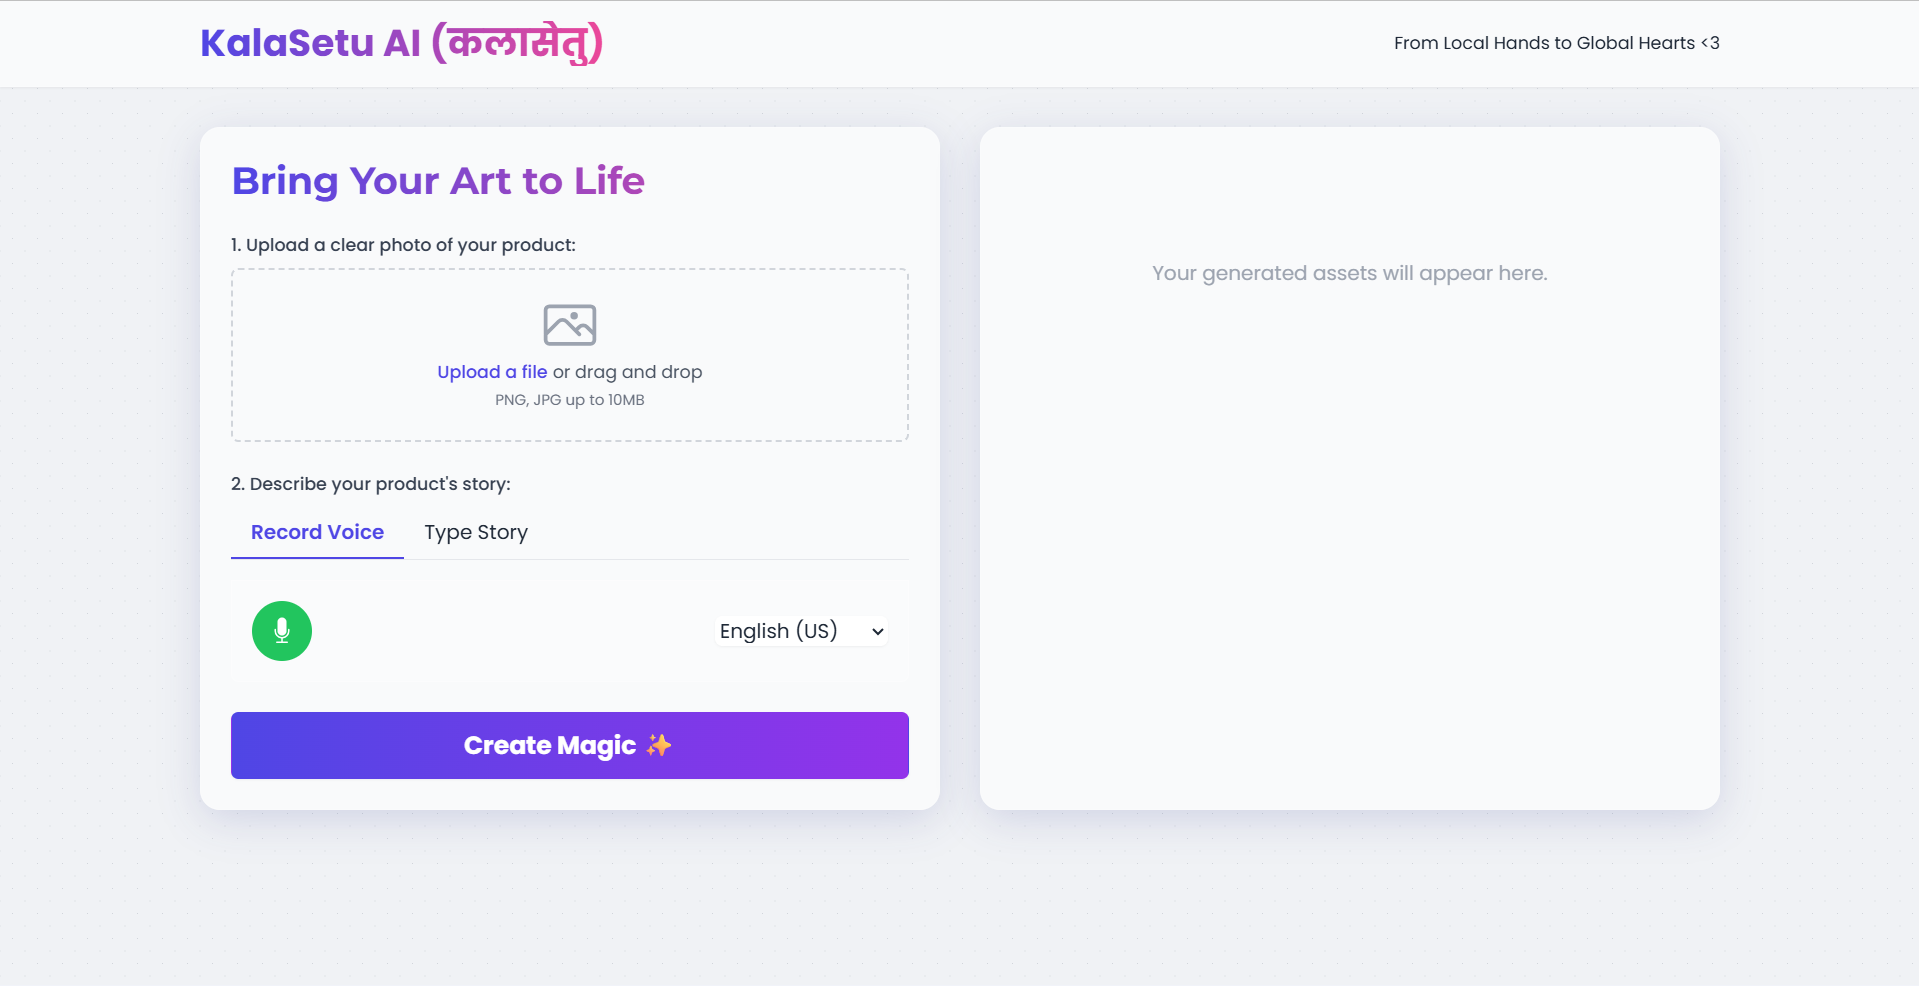 KalaSetu AI (कलासेतु)
From Local Hands to Global Hearts <3
Bring Your Art to Life
1. Upload a clear photo of your product:
Upload a file or drag and drop
PNG, JPG up to 10MB
2. Describe your product's story:
Record Voice
Type Story
English (US)
Create Magic ✨
Your generated assets will appear here.